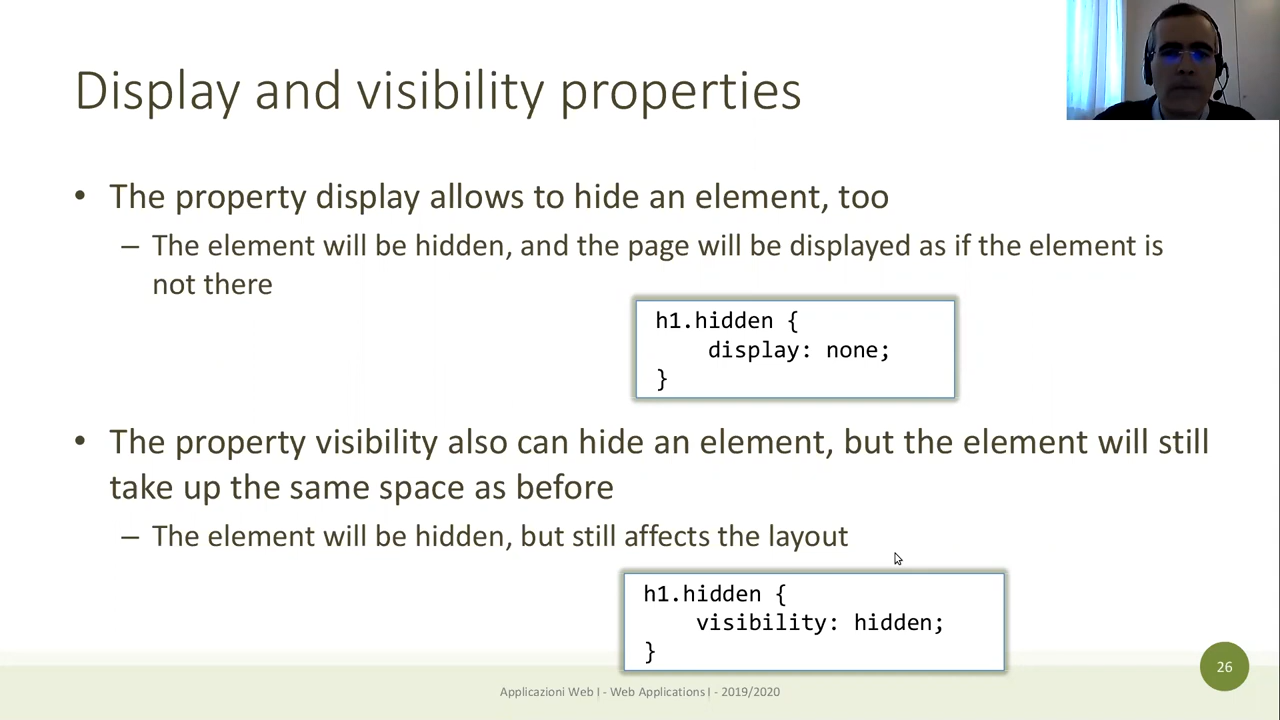 Display and visibility properties
• The property display allows to hide an element, too
– The element will be hidden, and the page will be displayed as if the element is
not there
h1.hidden {
display: none;
}
• The property visibility also can hide an element, but the element will still
take up the same space as before
– The element will be hidden, but still affects the layout
h1.hidden {
visibility: hidden;
}
26
Applicazioni Web I - Web Applications I - 2019/2020